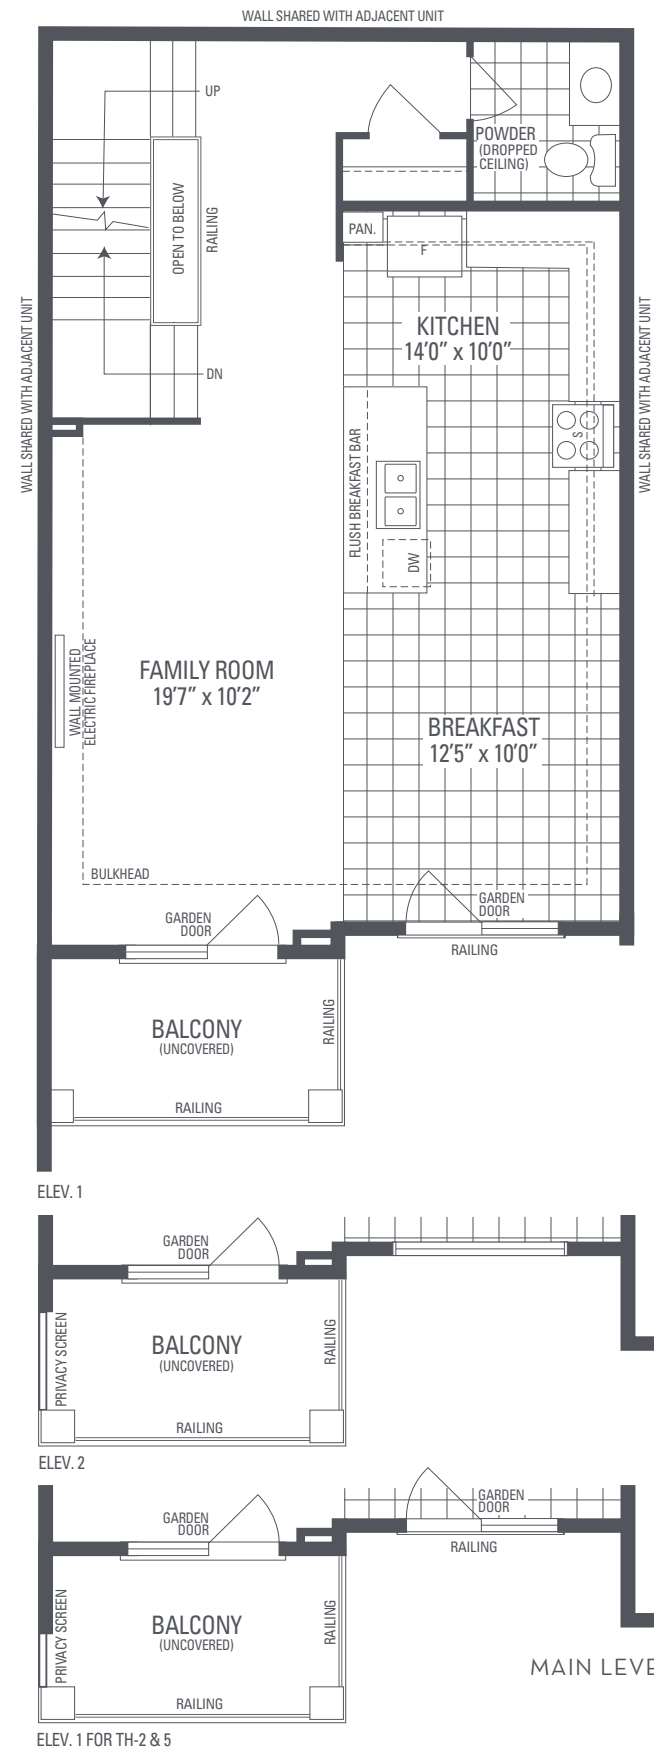 WALL SHARED WITH ADJACENT UNIT
UP
POWDER
(DROPPED
CEILING)
OPEN TO BELOW
RAILING
PAN.
F
KITCHEN
14'0" x 10'0"
WALL SHARED WITH ADJACENT UNIT
WALL SHARED WITH ADJACENT UNIT
DN
S
FLUSH BREAKFAST BAR
DW
WALL MOUNTED
ELECTRIC FIREPLACE
FAMILY ROOM
19'7" x 10'2"
BREAKFAST
12'5" x 10'0"
BULKHEAD
GARDEN
DOOR
GARDEN
DOOR
RAILING
BALCONY
(UNCOVERED)
RAILING
RAILING
ELEV. 1
GARDEN
DOOR
PRIVACY SCREEN
BALCONY
(UNCOVERED)
RAILING
RAILING
ELEV. 2
GARDEN
DOOR
GARDEN
DOOR
RAILING
PRIVACY SCREEN
BALCONY
(UNCOVERED)
RAILING
MAIN LEVE
RAILING
ELEV. 1 FOR TH-2 & 5